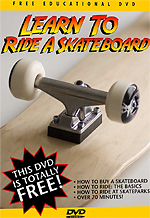 FREE EDUCATIONAL DVD
LEARN TO
RIDE A SKATEBOARD
THIS DVD
IS TOTALLY
FREE!
• HOW TO BUY A SKATEBOARD
• HOW TO RIDE: THE BASICS
• HOW TO RIDE AT SKATEPARKS
• OVER 70 MINUTES!
DVD